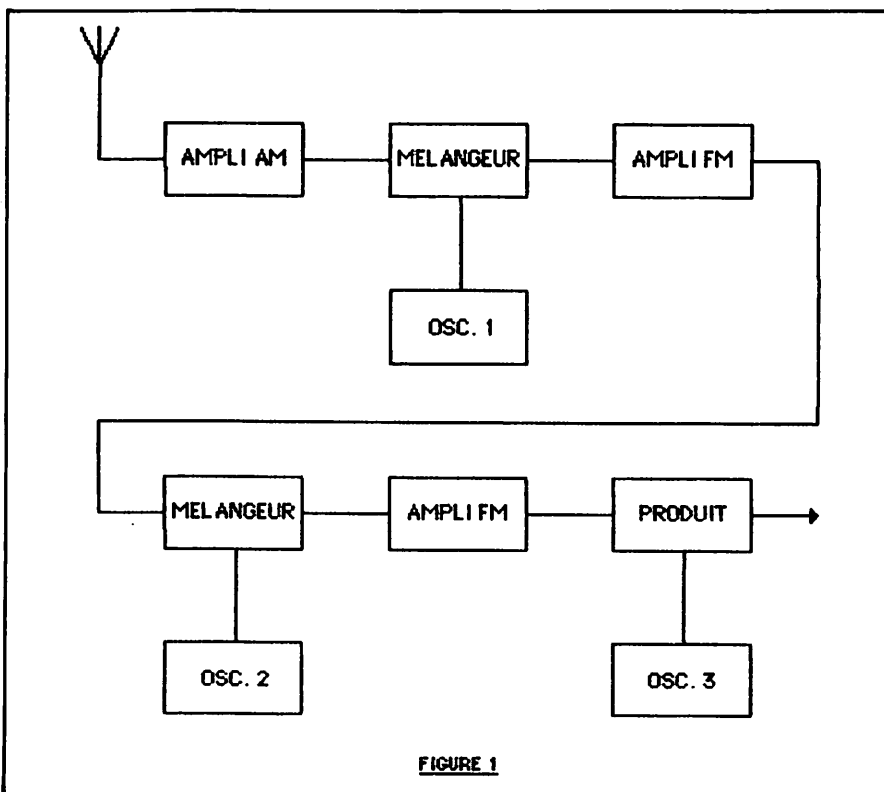 AMPLI AM MELANGEUR AMPLI FM
OSC. 1
MELANGEUR AMPLI FM PRODUIT
OSC. 2 OSC. 3
FIGURE 1